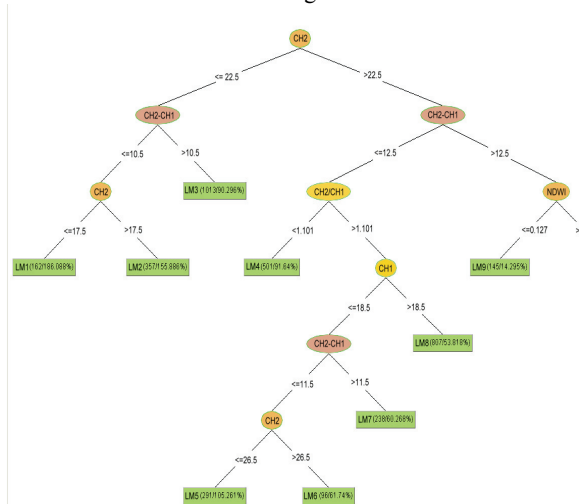 CH2
<= 22.5
>22.5
CH2-CH1
CH2-CH1
<=10.5
>10.5
<=12.5
>12.5
CH2
LM3 (1013/90.296%)
CH2/CH1
NDWI
<=17.5
>17.5
<1.101
>1.101
<=0.127
>
LM1(162/186.088%)
LM2 (357/155.886%)
LM4 (501/91.64%)
CH1
LM9 (145/14.295%)
<=18.5
>18.5
CH2-CH1
LM8 (807/53.818%)
<=11.5
>11.5
CH2
LM7 (238/60.268%)
<=26.5
>26.5
LM5 (291/105.261%)
LM6 (96/61.74%)